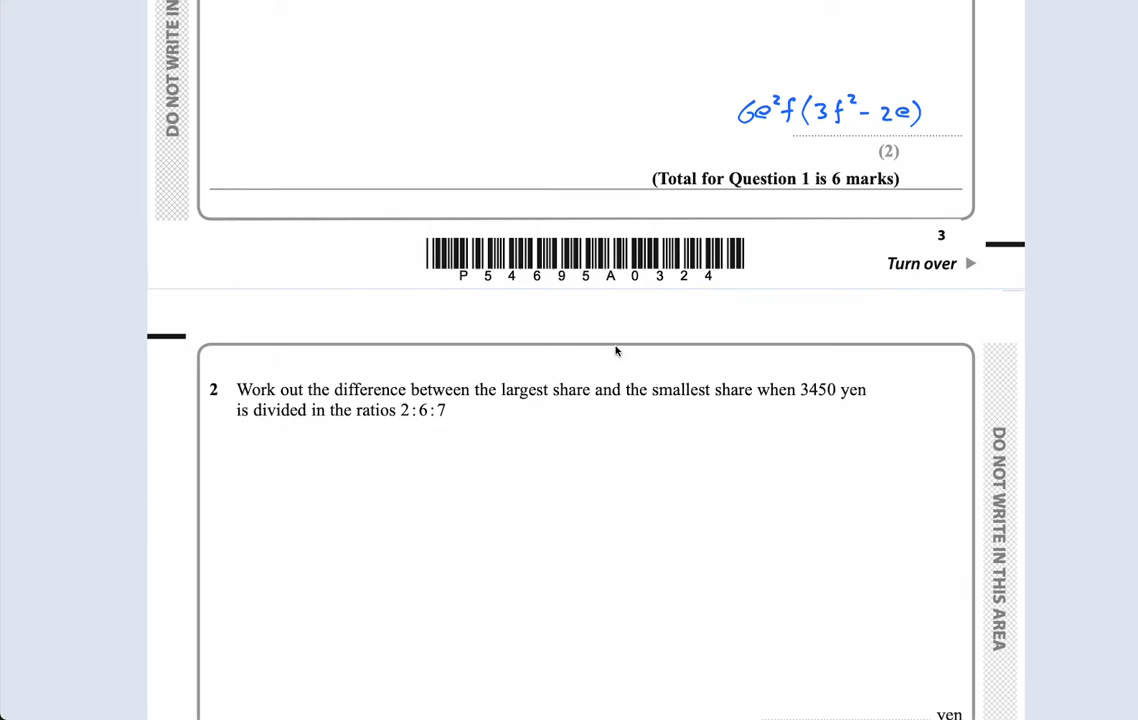 DO NOT WRITE IN
6e²f(3f² - 2e)
(2)
(Total for Question 1 is 6 marks)
3
P 5 4 6 9 5 A 0 3 2 4
Turn over
2 Work out the difference between the largest share and the smallest share when 3450 yen
is divided in the ratios 2 : 6 : 7
DO NOT WRITE IN THIS AREA
yen